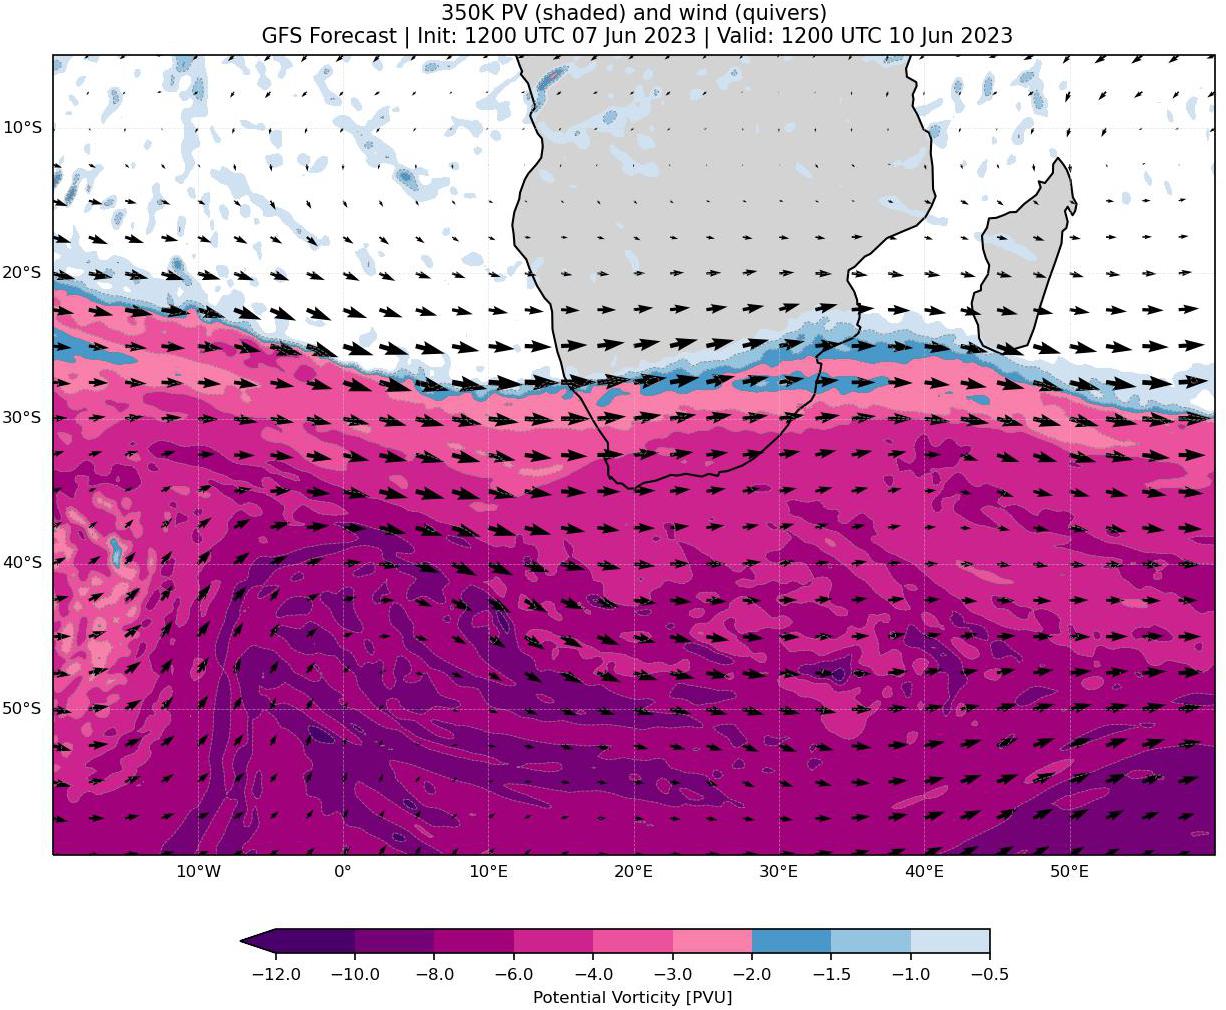 350K PV (shaded) and wind (quivers)
GFS Forecast | Init: 1200 UTC 07 Jun 2023 | Valid: 1200 UTC 10 Jun 2023
10°S
20°S
30°S
40°S
50°S
10°W 0° 10°E 20°E 30°E 40°E 50°E
−12.0 −10.0 −8.0 −6.0 −4.0 −3.0 −2.0 −1.5 −1.0 −0.5
Potential Vorticity [PVU]